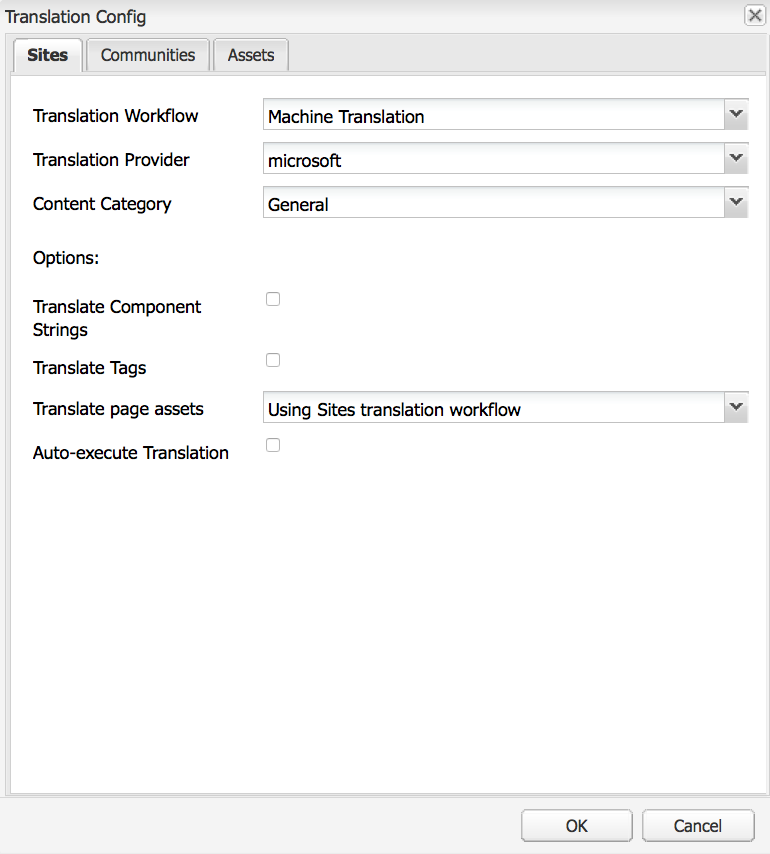 Translation Config
Sites Communities Assets
Translation Workflow Machine Translation
Translation Provider microsoft
Content Category General
Options:
Translate Component
Strings
Translate Tags
Translate page assets Using Sites translation workflow
Auto-execute Translation
OK Cancel